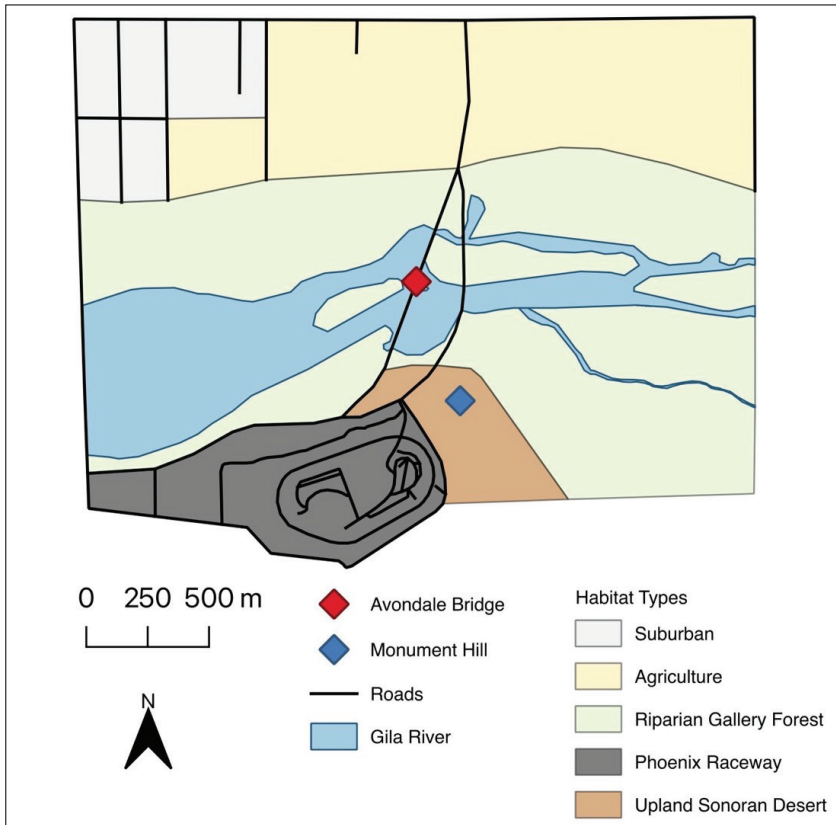 0 250 500 m
N
Avondale Bridge
Monument Hill
Roads
Gila River
Habitat Types
Suburban
Agriculture
Riparian Gallery Forest
Phoenix Raceway
Upland Sonoran Desert